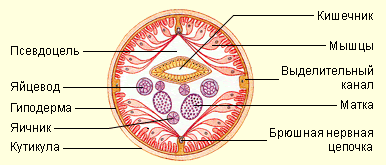 Псевдоцель
Яйцевод
Гиподерма
Яичник
Кутикула
Кишечник
Мышцы
Выделительный
канал
Матка
Брюшная нервная
цепочка